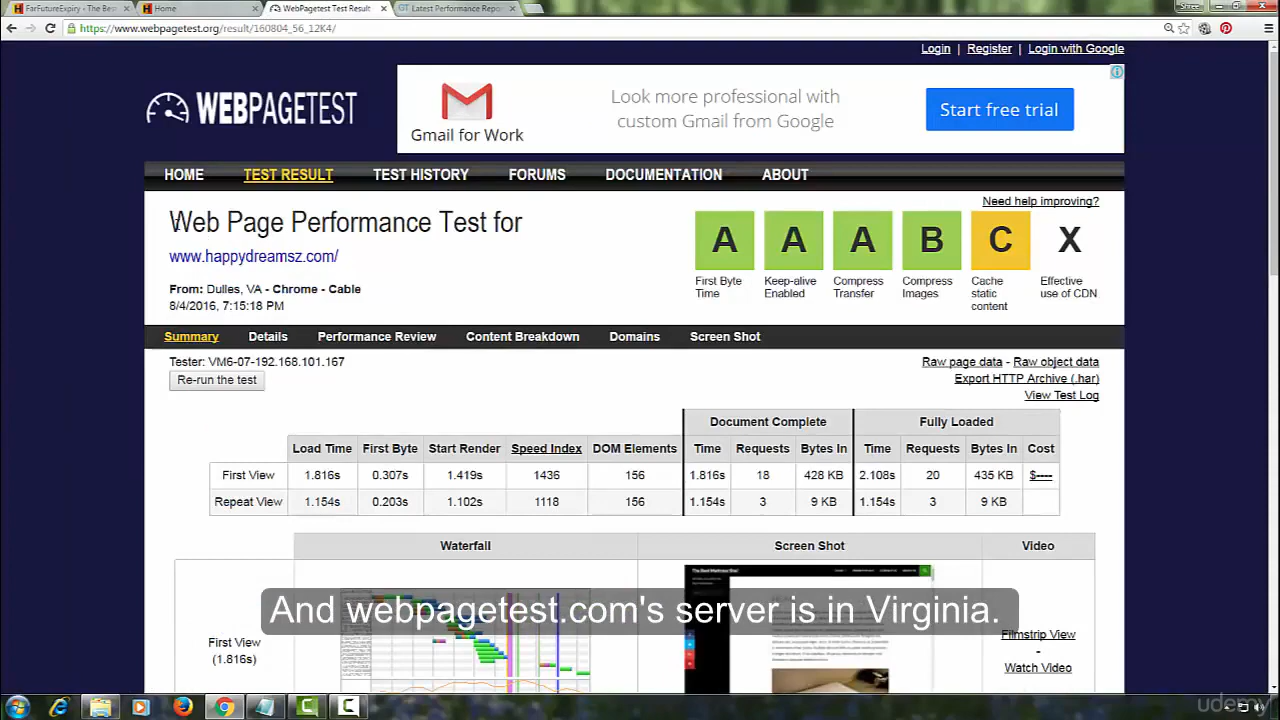 FarFutureExpiry - The Bes
Home
WebPagetest Test Result
Latest Performance Repo
Stree
https://www.webpagetest.org/result/160804_56_12K4/
Login | Register | Login with Google
WEBPAGETEST
Gmail for Work
Look more professional with
custom Gmail from Google
Start free trial
HOME TEST RESULT TEST HISTORY FORUMS DOCUMENTATION ABOUT
Need help improving?
Web Page Performance Test for
www.happydreamsz.com/
From: Dulles, VA - Chrome - Cable
8/4/2016, 7:15:18 PM
A A A B C X
First Byte Time
Keep-alive Enabled
Compress Transfer
Compress Images
Cache static content
Effective use of CDN
Summary Details Performance Review Content Breakdown Domains Screen Shot
Tester: VM6-07-192.168.101.167
Re-run the test
Raw page data - Raw object data
Export HTTP Archive (.har)
View Test Log
Document Complete Fully Loaded
Load Time First Byte Start Render Speed Index DOM Elements Time Requests Bytes In Time Requests Bytes In Cost
First View 1.816s 0.307s 1.419s 1436 156 1.816s 18 428 KB 2.108s 20 435 KB $----
Repeat View 1.154s 0.203s 1.102s 1118 156 1.154s 3 9 KB 1.154s 3 9 KB
Waterfall Screen Shot Video
First View
(1.816s)
And webpagetest.com's server is in Virginia.
Filmstrip View
-
Watch Video
udemy